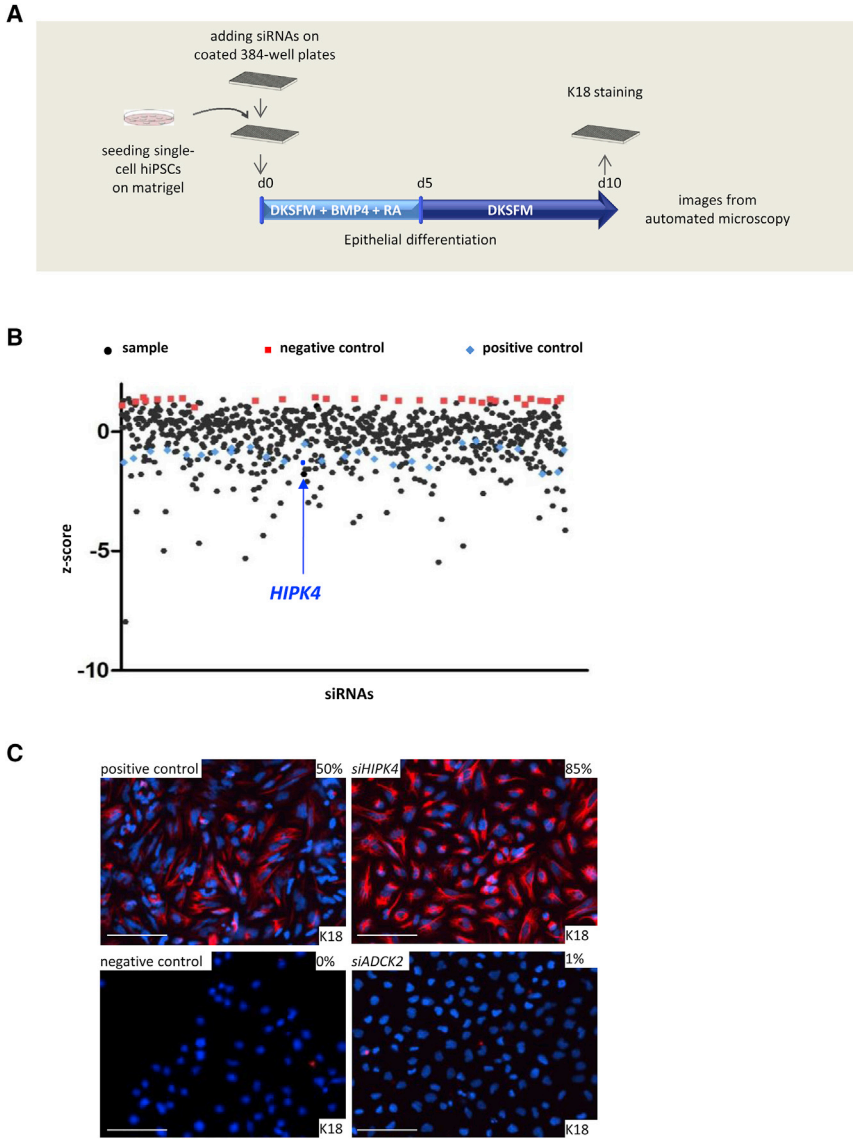 A
adding siRNAs on
coated 384-well plates
K18 staining
seeding single-
cell hiPSCs
on matrigel
d0
d5
d10
DKSFM + BMP4 + RA
DKSFM
images from
automated microscopy
Epithelial differentiation
B
sample
negative control
positive control
0
-5
-10
z-score
HIPK4
siRNAs
C
positive control
50%
K18
siHIPK4
85%
K18
negative control
0%
K18
siADCK2
1%
K18